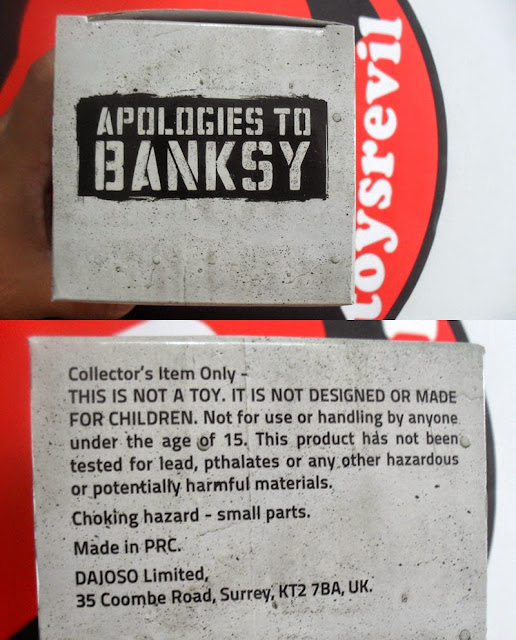 APOLOGIES TO
BANKSY
toysrevil
Collector's Item Only -
THIS IS NOT A TOY. IT IS NOT DESIGNED OR MADE
FOR CHILDREN. Not for use or handling by anyone
under the age of 15. This product has not been
tested for lead, pthalates or any other hazardous
or potentially harmful materials.
Choking hazard - small parts.
Made in PRC.
DAJOSO Limited,
35 Coombe Road, Surrey, KT2 7BA, UK.